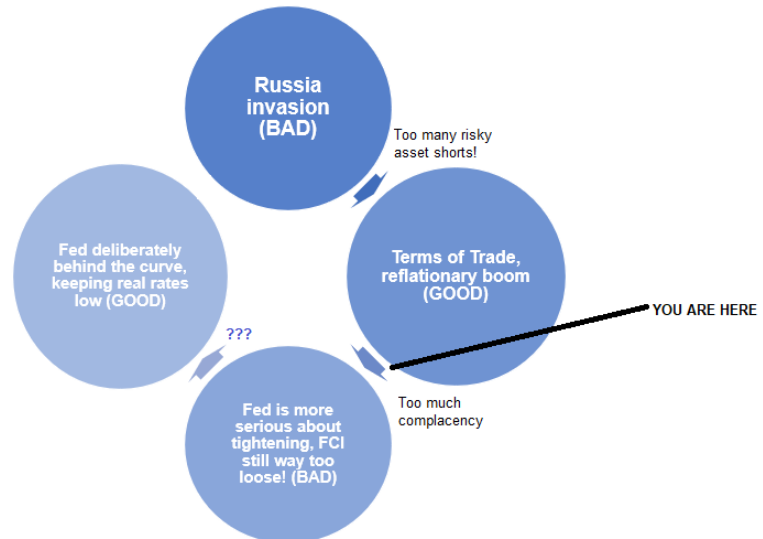 Russia
invasion
(BAD)
Too many risky
asset shorts!
Terms of Trade,
reflationary boom
(GOOD)
YOU ARE HERE
Too much
complacency
Fed is more
serious about
tightening, FCI
still way too
loose! (BAD)
???
Fed deliberately
behind the curve,
keeping real rates
low (GOOD)